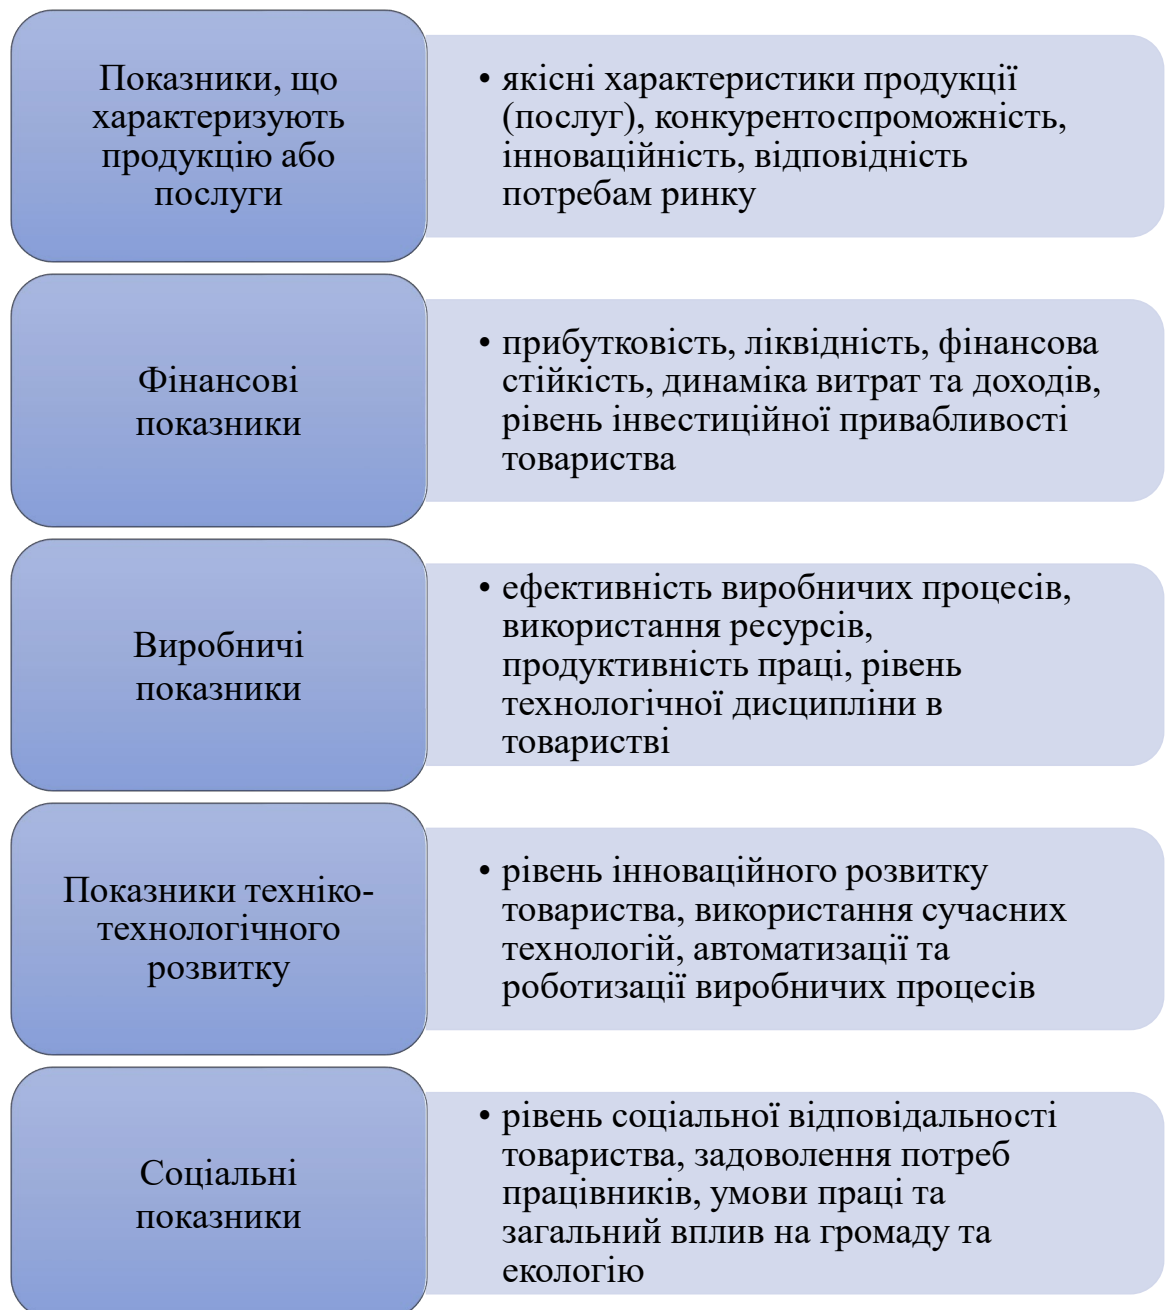 Показники, що
характеризують
продукцію або
послуги
• якісні характеристики продукції
(послуг), конкурентоспроможність,
інноваційність, відповідність
потребам ринку
Фінансові
показники
• прибутковість, ліквідність, фінансова
стійкість, динаміка витрат та доходів,
рівень інвестиційної привабливості
товариства
Виробничі
показники
• ефективність виробничих процесів,
використання ресурсів,
продуктивність праці, рівень
технологічної дисципліни в
товаристві
Показники техніко-
технологічного
розвитку
• рівень інноваційного розвитку
товариства, використання сучасних
технологій, автоматизації та
роботизації виробничих процесів
Соціальні
показники
• рівень соціальної відповідальності
товариства, задоволення потреб
працівників, умови праці та
загальний вплив на громаду та
екологію